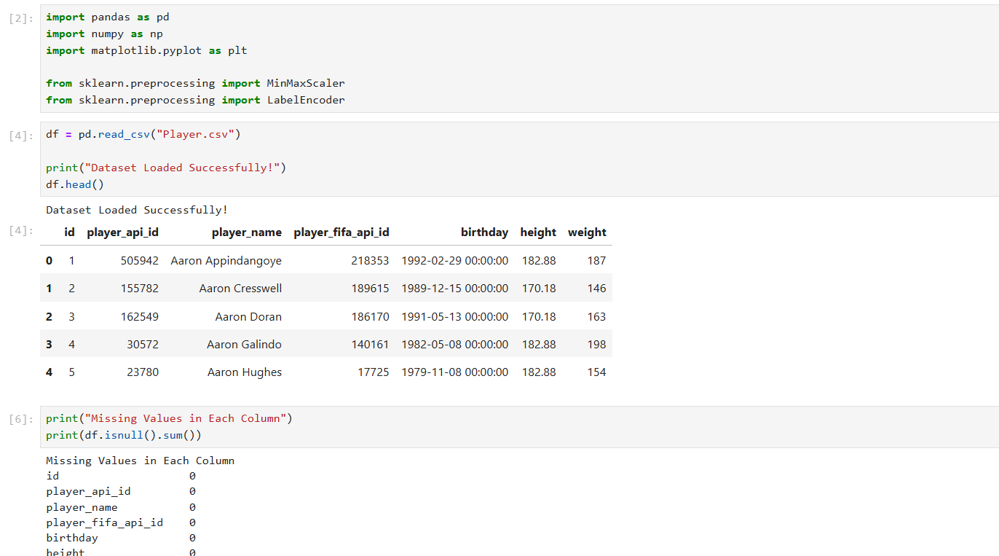 [2]: import pandas as pd
import numpy as np
import matplotlib.pyplot as plt
from sklearn.preprocessing import MinMaxScaler
from sklearn.preprocessing import LabelEncoder
[4]: df = pd.read_csv("Player.csv")
print("Dataset Loaded Successfully!")
df.head()
Dataset Loaded Successfully!
[4]: id player_api_id player_name player_fifa_api_id birthday height weight
0 1 505942 Aaron Appindangoye 218353 1992-02-29 00:00:00 182.88 187
1 2 155782 Aaron Cresswell 189615 1989-12-15 00:00:00 170.18 146
2 3 162549 Aaron Doran 186170 1991-05-13 00:00:00 170.18 163
3 4 30572 Aaron Galindo 140161 1982-05-08 00:00:00 182.88 198
4 5 23780 Aaron Hughes 17725 1979-11-08 00:00:00 182.88 154
[6]: print("Missing Values in Each Column")
print(df.isnull().sum())
Missing Values in Each Column
id 0
player_api_id 0
player_name 0
player_fifa_api_id 0
birthday 0
height 0